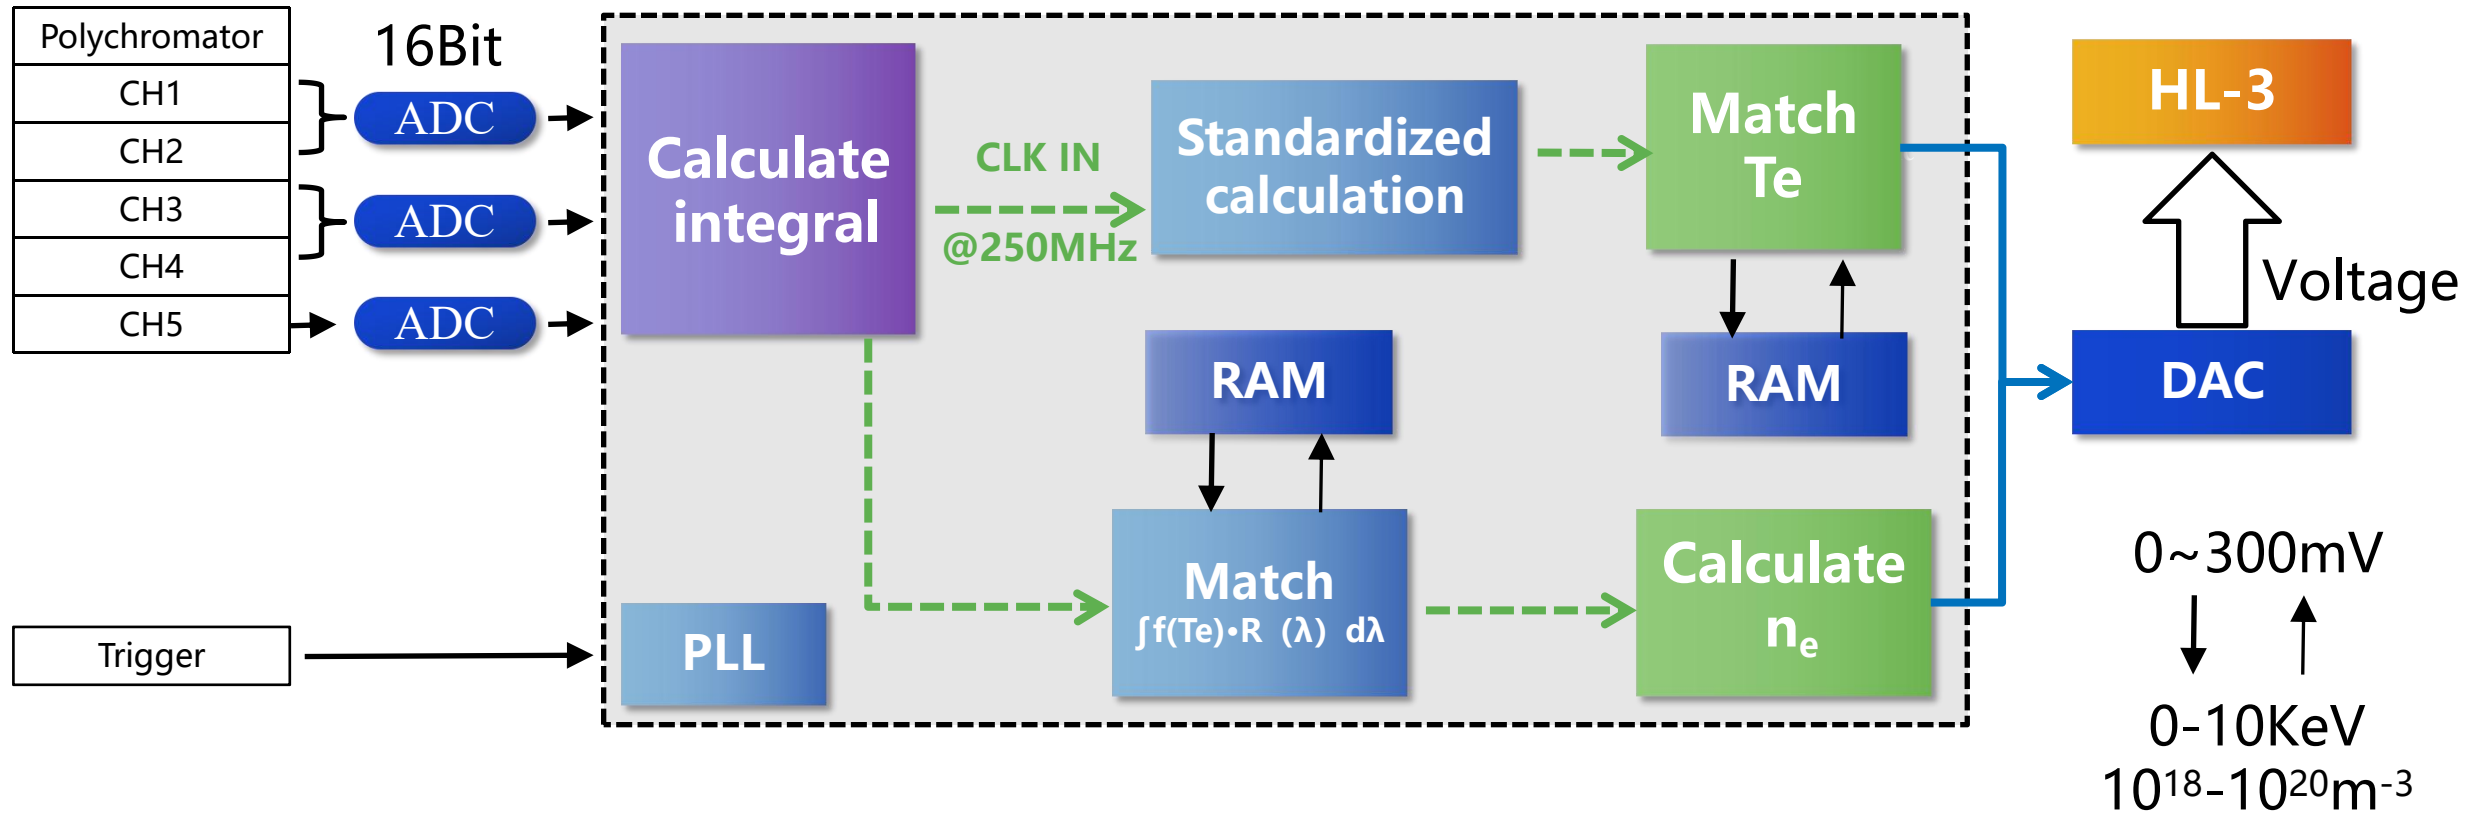 Polychromator
CH1
CH2
CH3
CH4
CH5
Trigger
16Bit
ADC
ADC
ADC
Calculate
integral
PLL
CLK IN
@250MHz
Standardized
calculation
RAM
Match
∫f(Te)•R (λ) dλ
Match
Te
RAM
Calculate
nₑ
HL-3
Voltage
DAC
0~300mV
0-10KeV
10¹⁸-10²⁰m⁻³